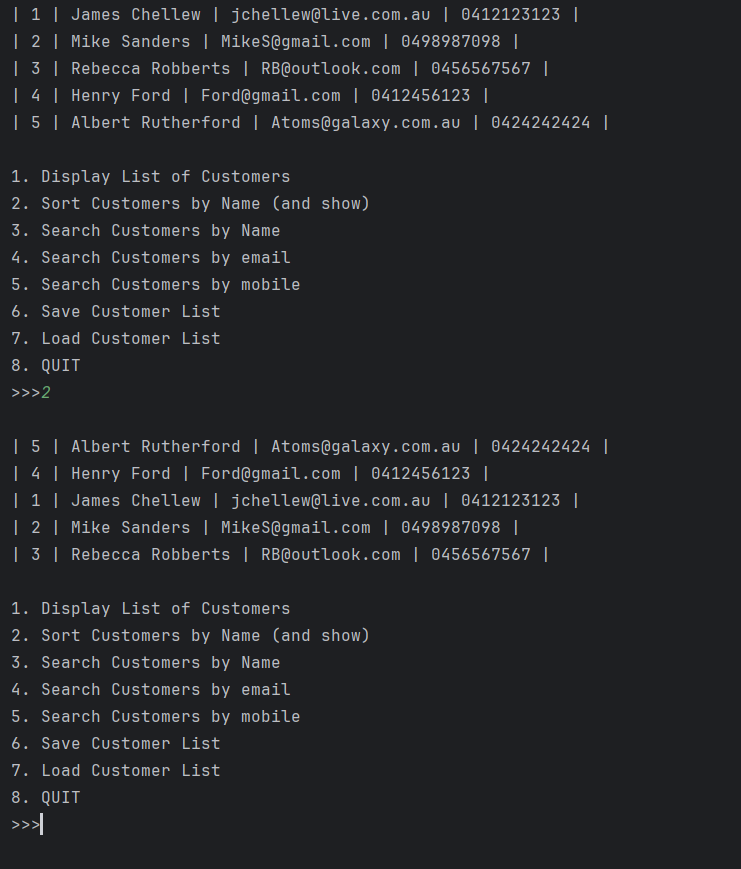 | 1 | James Chellew | jchellew@live.com.au | 0412123123 |
| 2 | Mike Sanders | MikeS@gmail.com | 0498987098 |
| 3 | Rebecca Robberts | RB@outlook.com | 0456567567 |
| 4 | Henry Ford | Ford@gmail.com | 0412456123 |
| 5 | Albert Rutherford | Atoms@galaxy.com.au | 0424242424 |
1. Display List of Customers
2. Sort Customers by Name (and show)
3. Search Customers by Name
4. Search Customers by email
5. Search Customers by mobile
6. Save Customer List
7. Load Customer List
8. QUIT
>>>2
| 5 | Albert Rutherford | Atoms@galaxy.com.au | 0424242424 |
| 4 | Henry Ford | Ford@gmail.com | 0412456123 |
| 1 | James Chellew | jchellew@live.com.au | 0412123123 |
| 2 | Mike Sanders | MikeS@gmail.com | 0498987098 |
| 3 | Rebecca Robberts | RB@outlook.com | 0456567567 |
1. Display List of Customers
2. Sort Customers by Name (and show)
3. Search Customers by Name
4. Search Customers by email
5. Search Customers by mobile
6. Save Customer List
7. Load Customer List
8. QUIT
>>>